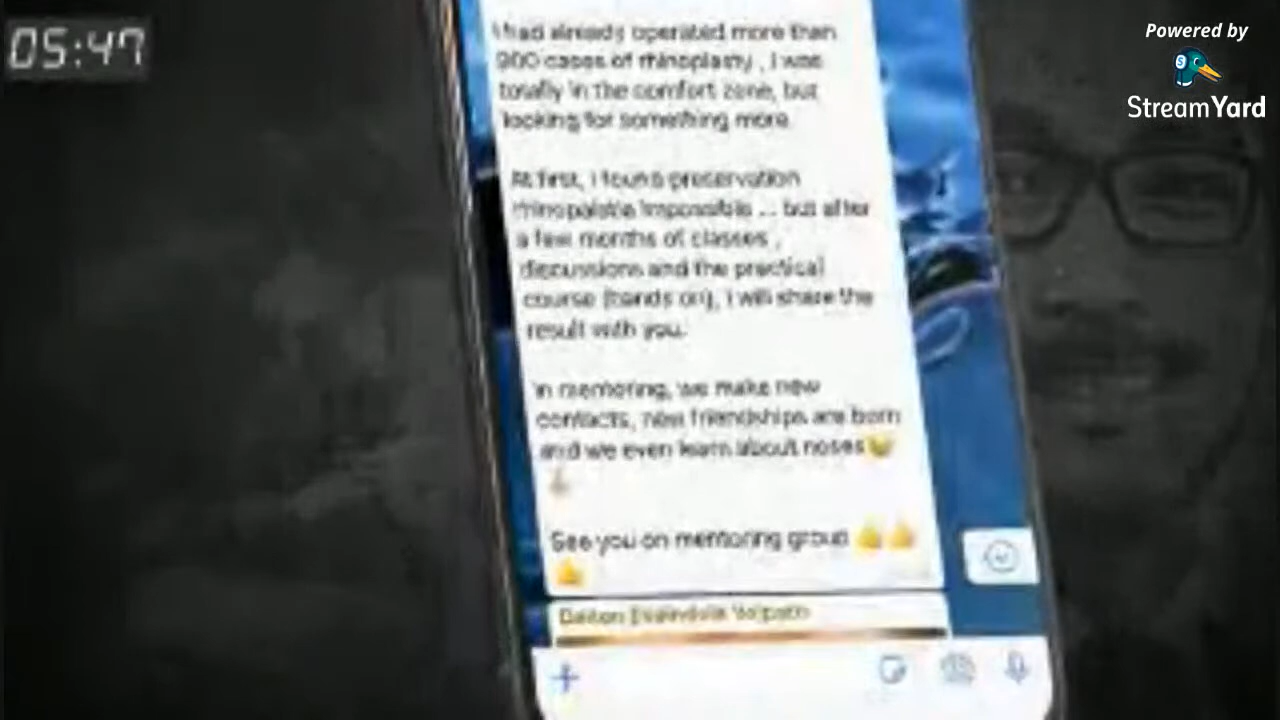 05:47
Powered by
StreamYard
I had already operated more than
900 cases of rhinoplasty , I was
totally in the comfort zone, but
looking for something more.
At first, I found preservation
impossible ... but after
a few months of classes ,
discussions and the practical
course (hands on), I will share the
result with you.
In mentoring, we make new
contacts, new friendships are born
and we even learn about noses
See you on mentoring group